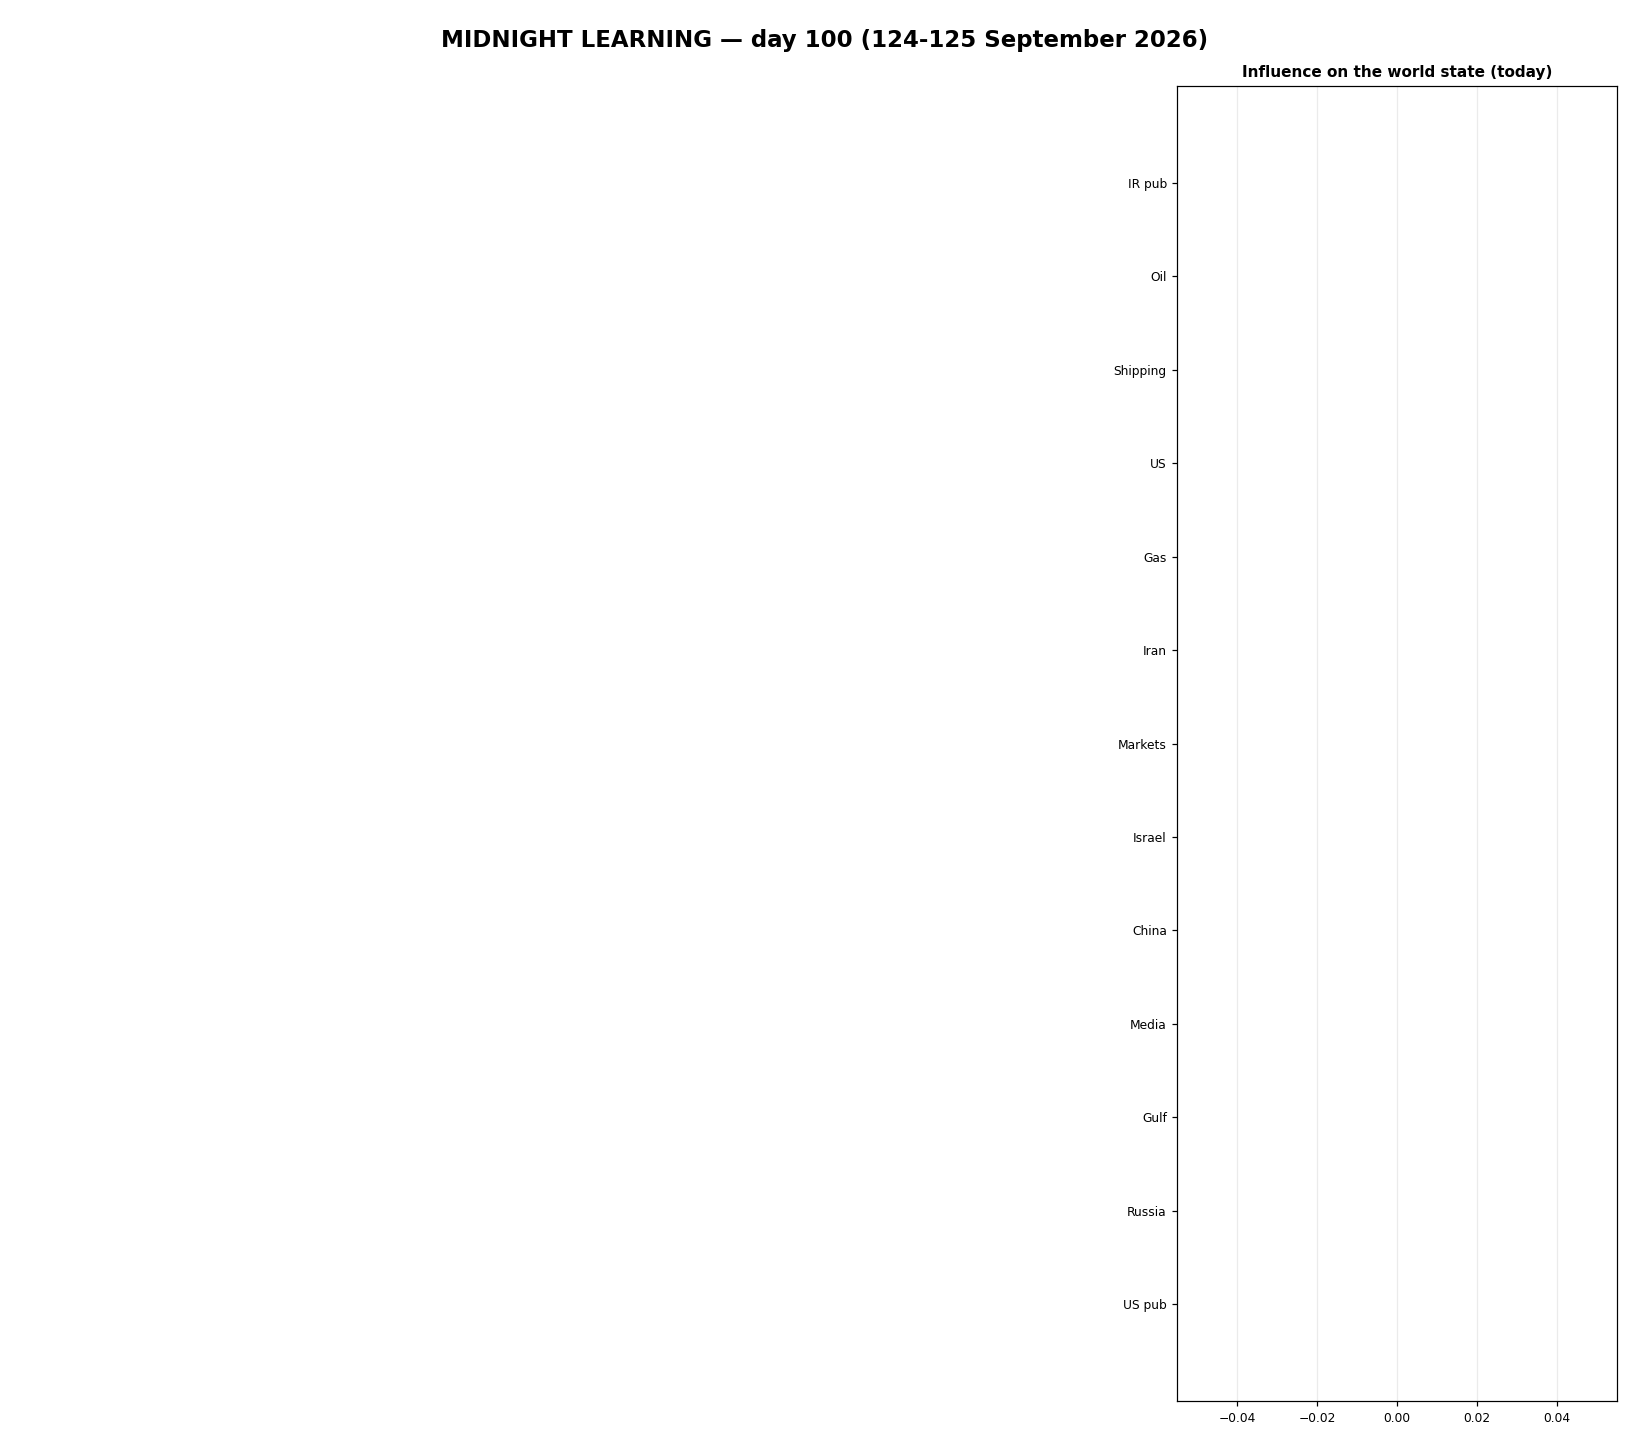 MIDNIGHT LEARNING — day 100 (124-125 September 2026)
Influence on the world state (today)
IR pub
Oil
Shipping
US
Gas
Iran
Markets
Israel
China
Media
Gulf
Russia
US pub
−0.04 −0.02 0.00 0.02 0.04